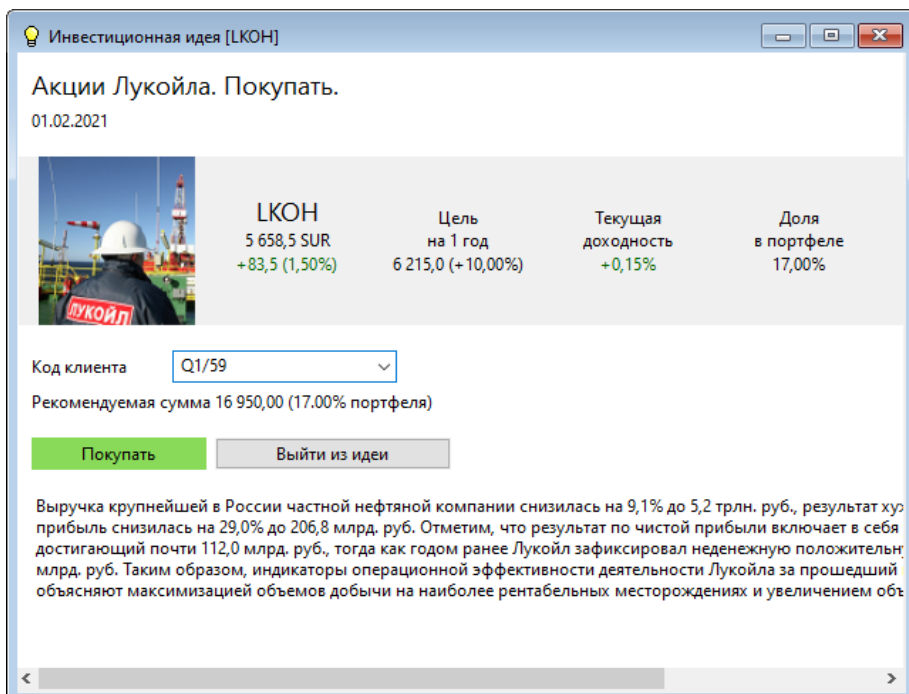 Инвестиционная идея [LKOH]
Акции Лукойла. Покупать.
01.02.2021
ЛУКОЙЛ
LKOH
5 658,5 SUR
+83,5 (1,50%)
Цель
на 1 год
6 215,0 (+10,00%)
Текущая
доходность
+0,15%
Доля
в портфеле
17,00%
Код клиента
Q1/59
Рекомендуемая сумма 16 950,00 (17.00% портфеля)
Покупать
Выйти из идеи
Выручка крупнейшей в России частной нефтяной компании снизилась на 9,1% до 5,2 трлн. руб., результат
прибыль снизилась на 29,0% до 206,8 млрд. руб. Отметим, что результат по чистой прибыли включает в себя
достигающий почти 112,0 млрд. руб., тогда как годом ранее Лукойл зафиксировал неденежную
млрд. руб. Таким образом, индикаторы операционной эффективности деятельности Лукойла за прошедший
объясняют максимизацией объемов добычи на наиболее рентабельных месторождениях и увеличением